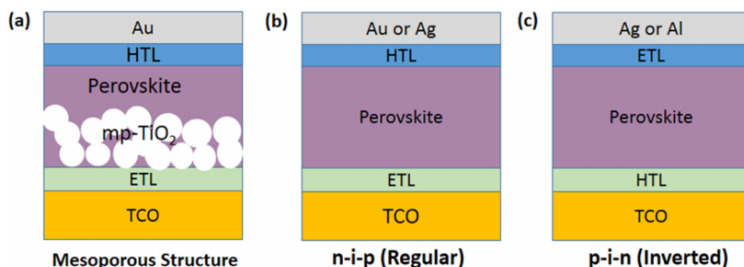 (a)
Au
HTL
Perovskite
mp-TiO₂
ETL
TCO
Mesoporous Structure
(b)
Au or Ag
HTL
Perovskite
ETL
TCO
n-i-p (Regular)
(c)
Ag or Al
ETL
Perovskite
HTL
TCO
p-i-n (Inverted)